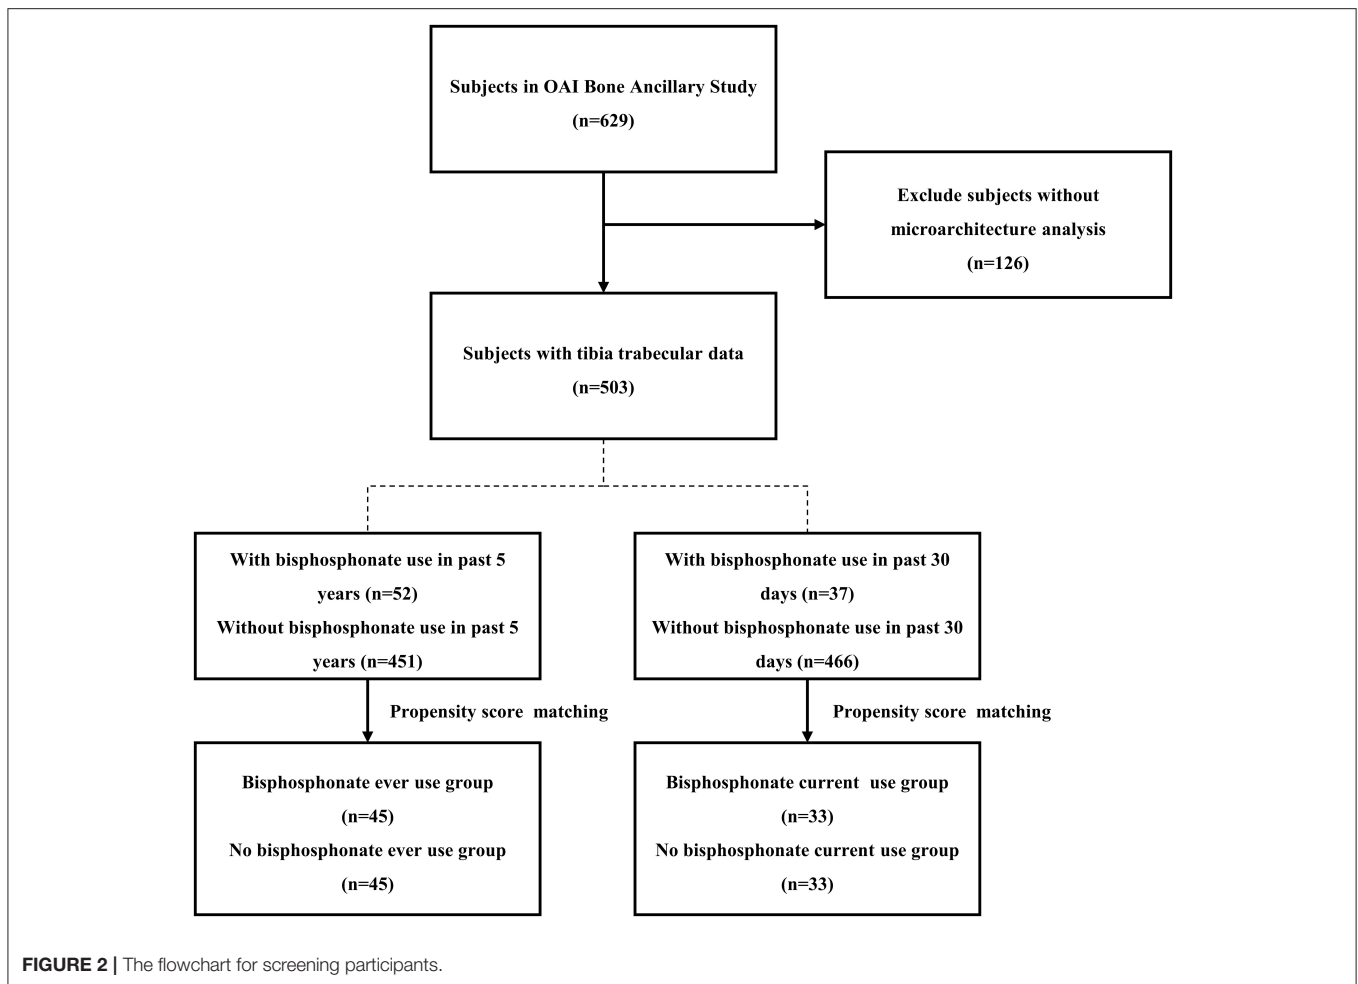 Subjects in OAI Bone Ancillary Study
(n=629)
Exclude subjects without
microarchitecture analysis
(n=126)
Subjects with tibia trabecular data
(n=503)
With bisphosphonate use in past 5
years (n=52)
Without bisphosphonate use in past 5
years (n=451)
With bisphosphonate use in past 30
days (n=37)
Without bisphosphonate use in past 30
days (n=466)
Propensity score matching
Propensity score matching
Bisphosphonate ever use group
(n=45)
No bisphosphonate ever use group
(n=45)
Bisphosphonate current use group
(n=33)
No bisphosphonate current use group
(n=33)
FIGURE 2 | The flowchart for screening participants.